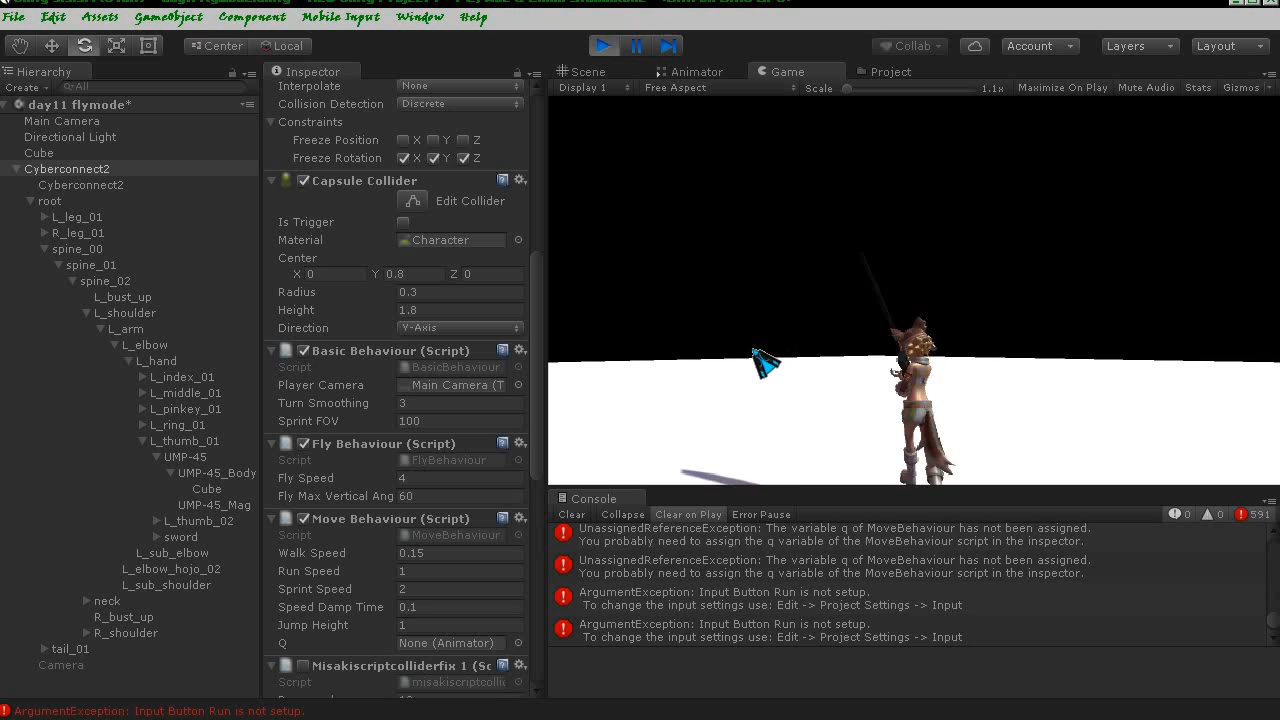 File Edit Assets GameObject Component Mobile Input Window Help
Center Local Collab Account Layers Layout
Hierarchy
Create All
day11 flymode*
Main Camera
Directional Light
Cube
Cyberconnect2
Cyberconnect2
root
L_leg_01
R_leg_01
spine_00
spine_01
spine_02
L_bust_up
L_shoulder
L_arm
L_elbow
L_hand
L_index_01
L_middle_01
L_pinkey_01
L_ring_01
L_thumb_01
UMP-45
UMP-45_Body
Cube
UMP-45_Mag
L_thumb_02
sword
L_sub_elbow
L_elbow_hojo_02
L_sub_shoulder
neck
R_bust_up
R_shoulder
tail_01
Camera
Inspector
Interpolate None
Collision Detection Discrete
Constraints
Freeze Position X Y Z
Freeze Rotation X Y Z
Capsule Collider
Edit Collider
Is Trigger
Material Character
Center
X 0 Y 0.8 Z 0
Radius 0.3
Height 1.8
Direction Y-Axis
Basic Behaviour (Script)
Script BasicBehaviour
Player Camera Main Camera (T
Turn Smoothing 3
Sprint FOV 100
Fly Behaviour (Script)
Script FlyBehaviour
Fly Speed 4
Fly Max Vertical Ang 60
Move Behaviour (Script)
Script MoveBehaviour
Walk Speed 0.15
Run Speed 1
Sprint Speed 2
Speed Damp Time 0.1
Jump Height 1
Q None (Animator)
Misakiscriptcolliderfix 1 (Sc
Script misakiscriptcollid
Scene Animator Game Project
Display 1 Free Aspect Scale 1.1x Maximize On Play Mute Audio Stats Gizmos
Console
Clear Collapse Clear on Play Error Pause 0 0 591
UnassignedReferenceException: The variable q of MoveBehaviour has not been assigned.
You probably need to assign the q variable of the MoveBehaviour script in the inspector.
UnassignedReferenceException: The variable q of MoveBehaviour has not been assigned.
You probably need to assign the q variable of the MoveBehaviour script in the inspector.
ArgumentException: Input Button Run is not setup.
To change the input settings use: Edit -> Project Settings -> Input
ArgumentException: Input Button Run is not setup.
To change the input settings use: Edit -> Project Settings -> Input
ArgumentException: Input Button Run is not setup.